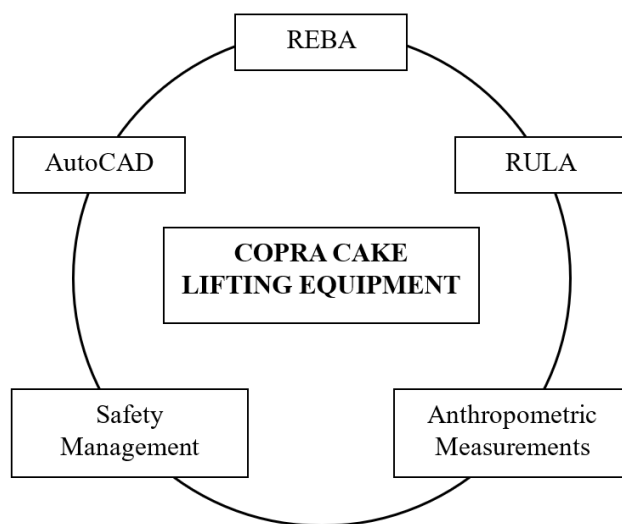 REBA
AutoCAD
RULA
COPRA CAKE
LIFTING EQUIPMENT
Safety
Management
Anthropometric
Measurements